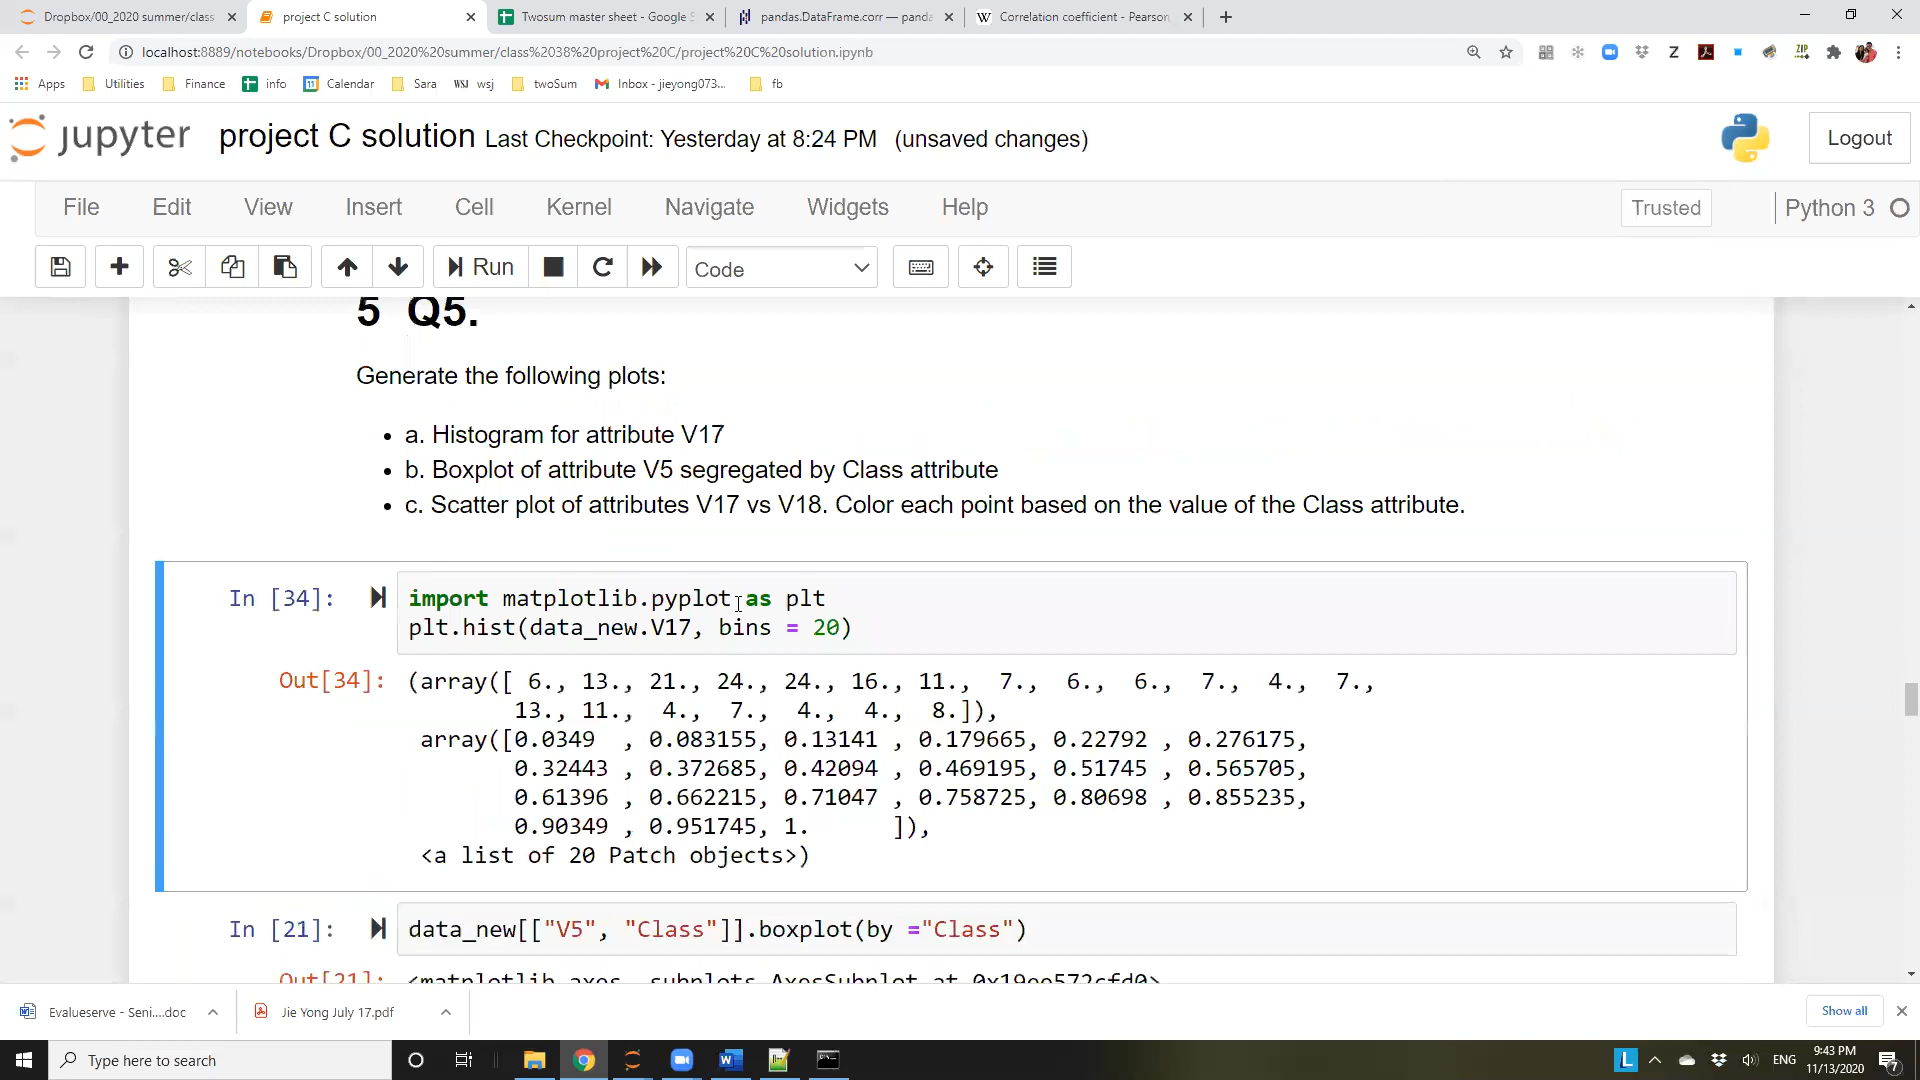 Dropbox/00_2020 summer/class
project C solution
Twosum master sheet - Google S
pandas.DataFrame.corr — panda
Correlation coefficient - Pearson
localhost:8889/notebooks/Dropbox/00_2020%20summer/class%2038%20project%20C/project%20C%20solution.ipynb
Apps
Utilities
Finance
info
Calendar
Sara
WSJ wsj
twoSum
Inbox - jieyong073...
fb
jupyter
project C solution Last Checkpoint: Yesterday at 8:24 PM (unsaved changes)
Logout
File Edit View Insert Cell Kernel Navigate Widgets Help
Trusted
Python 3
Run
Code
5 Q5.
Generate the following plots:
• a. Histogram for attribute V17
• b. Boxplot of attribute V5 segregated by Class attribute
• c. Scatter plot of attributes V17 vs V18. Color each point based on the value of the Class attribute.
In [34]: import matplotlib.pyplot as plt
plt.hist(data_new.V17, bins = 20)
Out[34]: (array([ 6., 13., 21., 24., 24., 16., 11., 7., 6., 6., 7., 4., 7.,
13., 11., 4., 7., 4., 4., 8.]),
array([0.0349 , 0.083155, 0.13141 , 0.179665, 0.22792 , 0.276175,
0.32443 , 0.372685, 0.42094 , 0.469195, 0.51745 , 0.565705,
0.61396 , 0.662215, 0.71047 , 0.758725, 0.80698 , 0.855235,
0.90349 , 0.951745, 1. ]),
<a list of 20 Patch objects>)
In [21]: data_new[["V5", "Class"]].boxplot(by ="Class")
Out[21]: <matplotlib.axes._subplots.AxesSubplot at 0x19ee572cfd0>
Evalueserve - Seni....doc
Jie Yong July 17.pdf
Show all
Type here to search
ENG
9:43 PM
11/13/2020
7